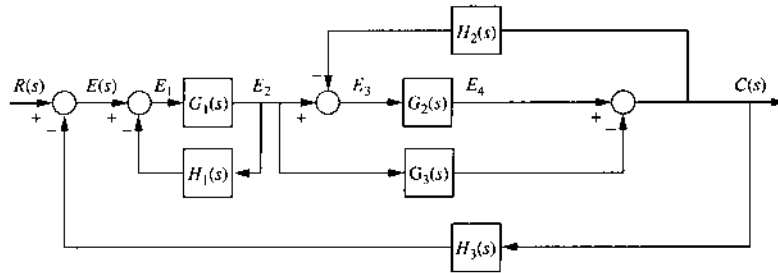 H₂(s)
−
R(s) E(s) E₁ E₂ E₃ E₄ C(s)
G₁(s) G₂(s)
+ + + +
− − −
H₁(s) G₃(s)
H₃(s)